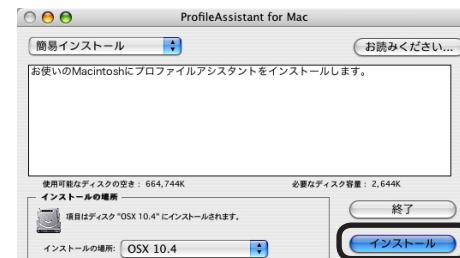 ProfileAssistant for Mac
簡易インストール
お読みください...
お使いのMacintoshにプロファイルアシスタントをインストールします。
使用可能なディスクの空き： 664,744K
必要なディスク容量： 2,644K
インストールの場所
項目はディスク “OSX 10.4” にインストールされます。
終了
インストールの場所: OSX 10.4
インストール